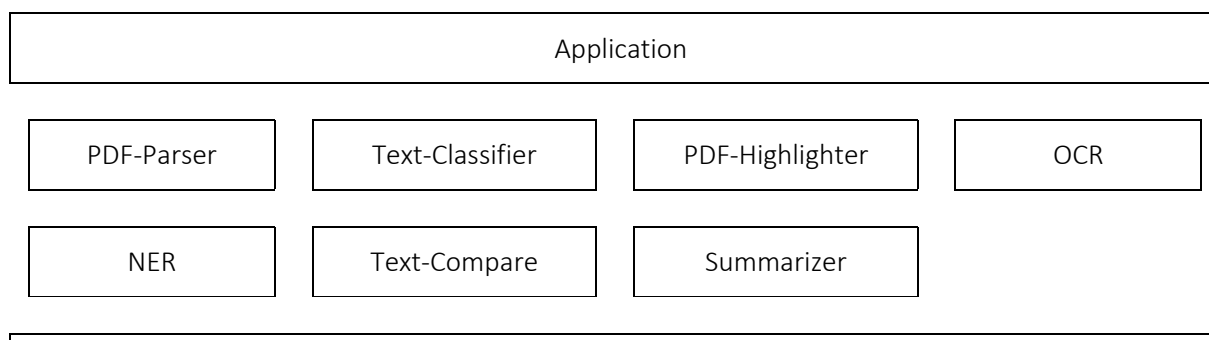 Application
PDF-Parser
Text-Classifier
PDF-Highlighter
OCR
NER
Text-Compare
Summarizer